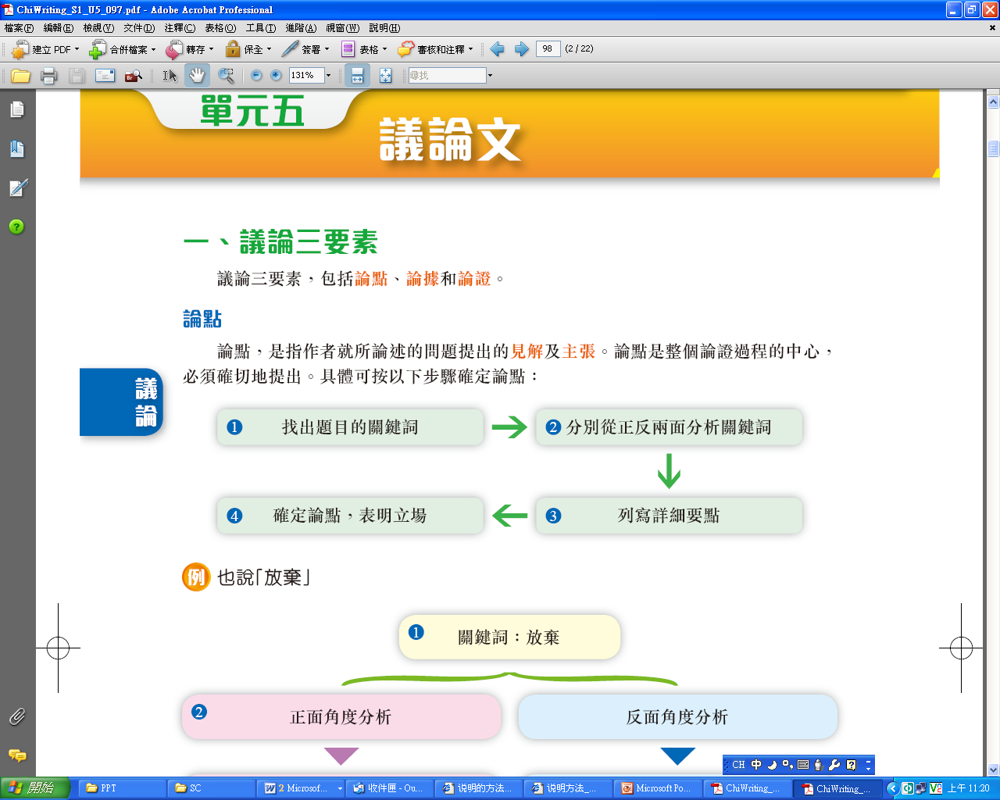 ChiWriting_S1_U5_097.pdf - Adobe Acrobat Professional
檔案(F) 編輯(E) 檢視(V) 文件(D) 注釋(C) 表格(O) 工具(T) 進階(A) 視窗(W) 說明(H)
建立 PDF 合併檔案 轉存 保全 簽署 表格 審核和注釋 98 (2 / 22)
131% 尋找
單元五
議論文
一、議論三要素
議論三要素，包括論點、論據和論證。
論點
論點，是指作者就所論述的問題提出的見解及主張。論點是整個論證過程的中心，
必須確切地提出。具體可按以下步驟確定論點：
議論
1 找出題目的關鍵詞
2 分別從正反兩面分析關鍵詞
4 確定論點，表明立場
3 列寫詳細要點
例 也說「放棄」
1 關鍵詞：放棄
2 正面角度分析
反面角度分析
CH 中
開始 PPT SC 2 Microsof... 收件匣 - Ou... 说明的方法... 说明方法_... Microsoft Po... ChiWriting_... ChiWriting_... 上午 11:20